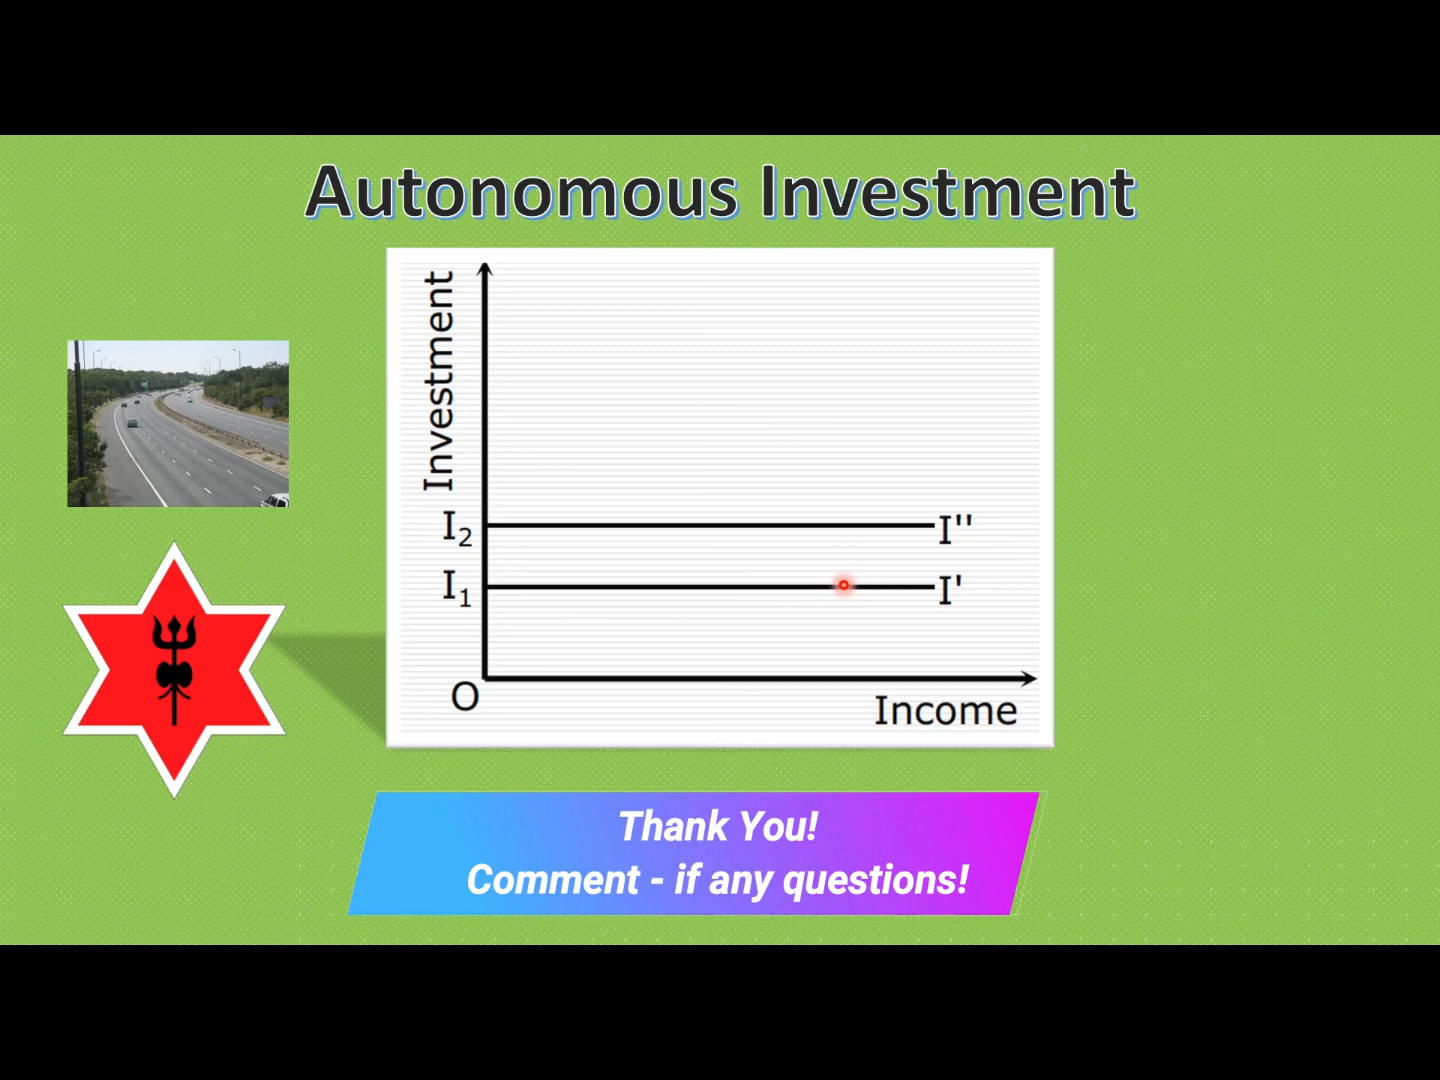 Autonomous Investment
Investment
I₂
I''
I₁
I'
O
Income
Thank You!
Comment - if any questions!